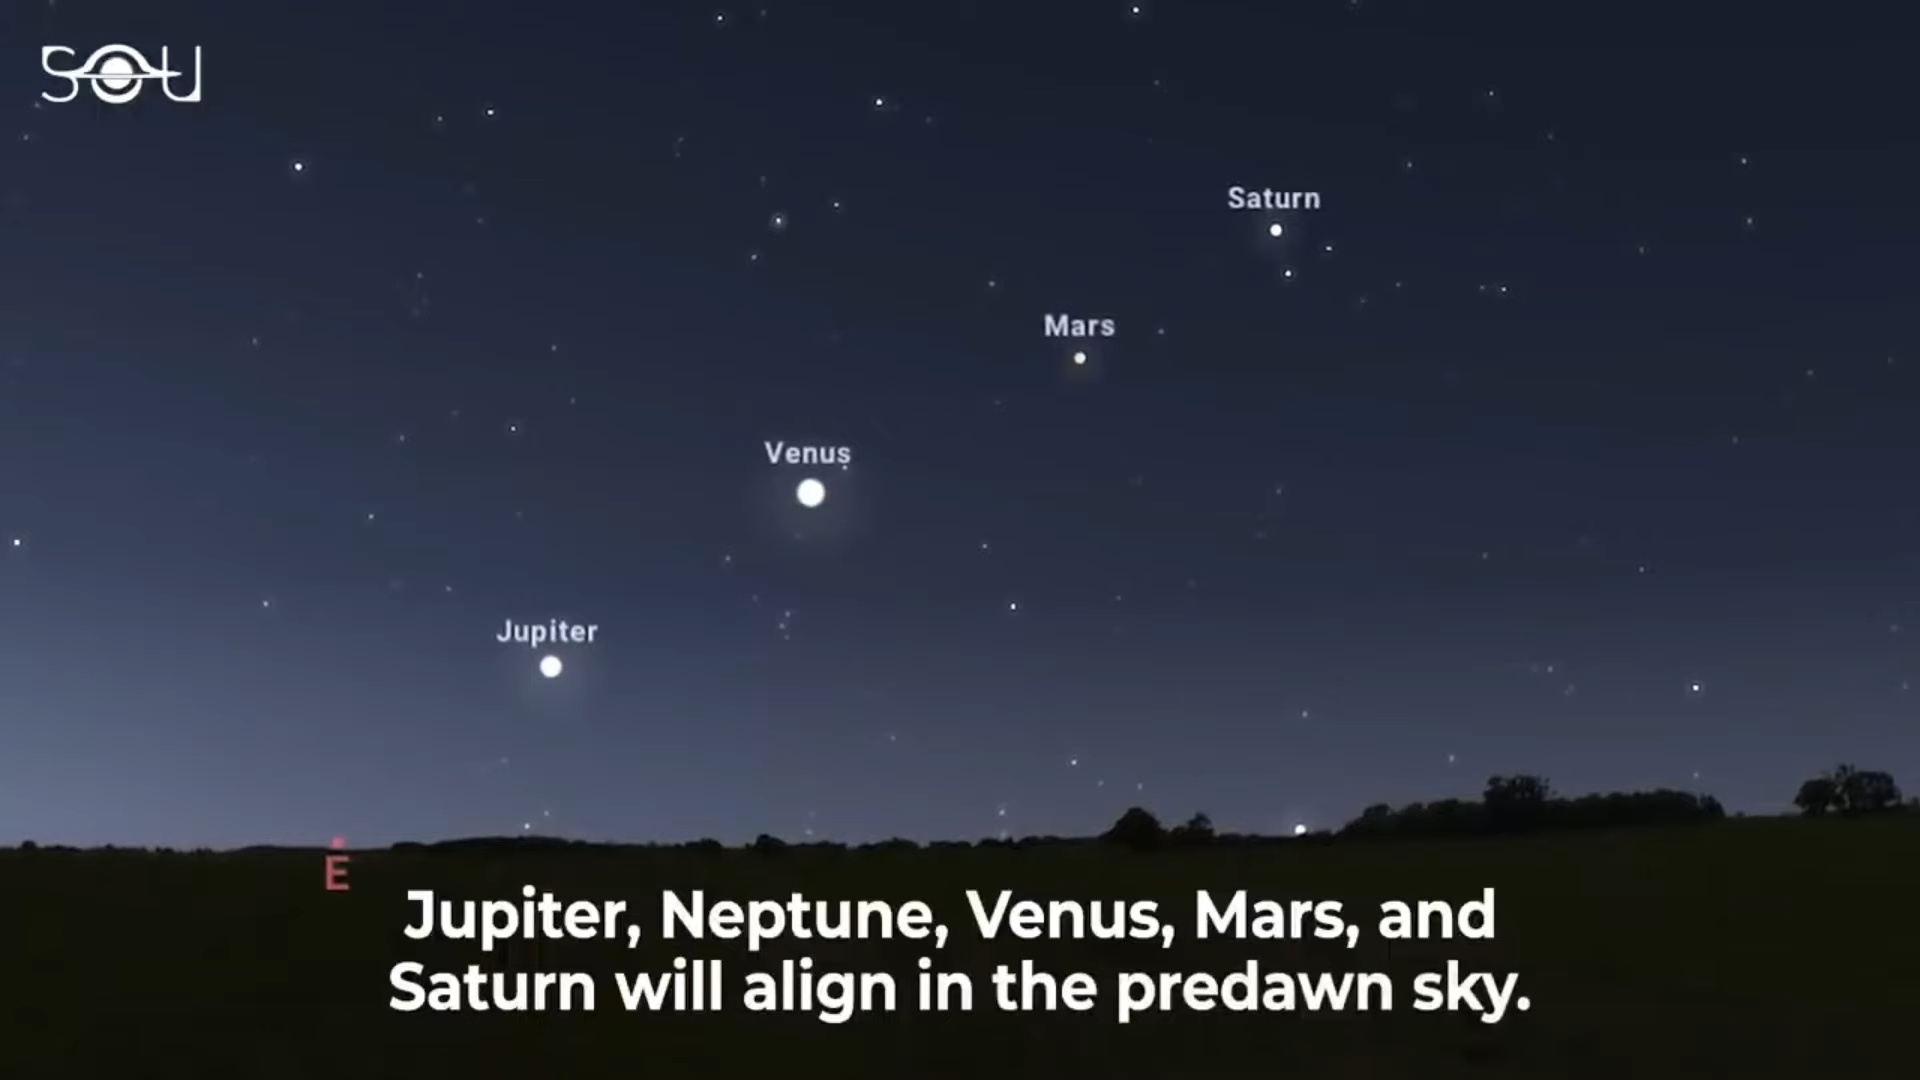 SOU
Saturn
Mars
Venus
Jupiter
E
Jupiter, Neptune, Venus, Mars, and
Saturn will align in the predawn sky.